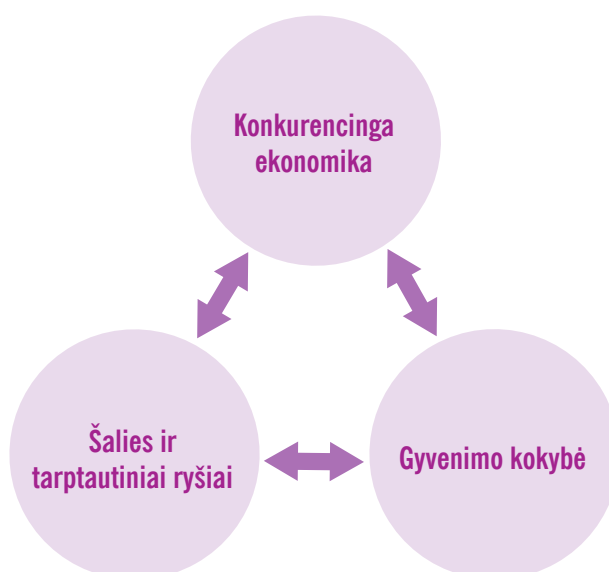 Konkurencinga
ekonomika
Šalies ir
tarptautiniai ryšiai
Gyvenimo kokybė